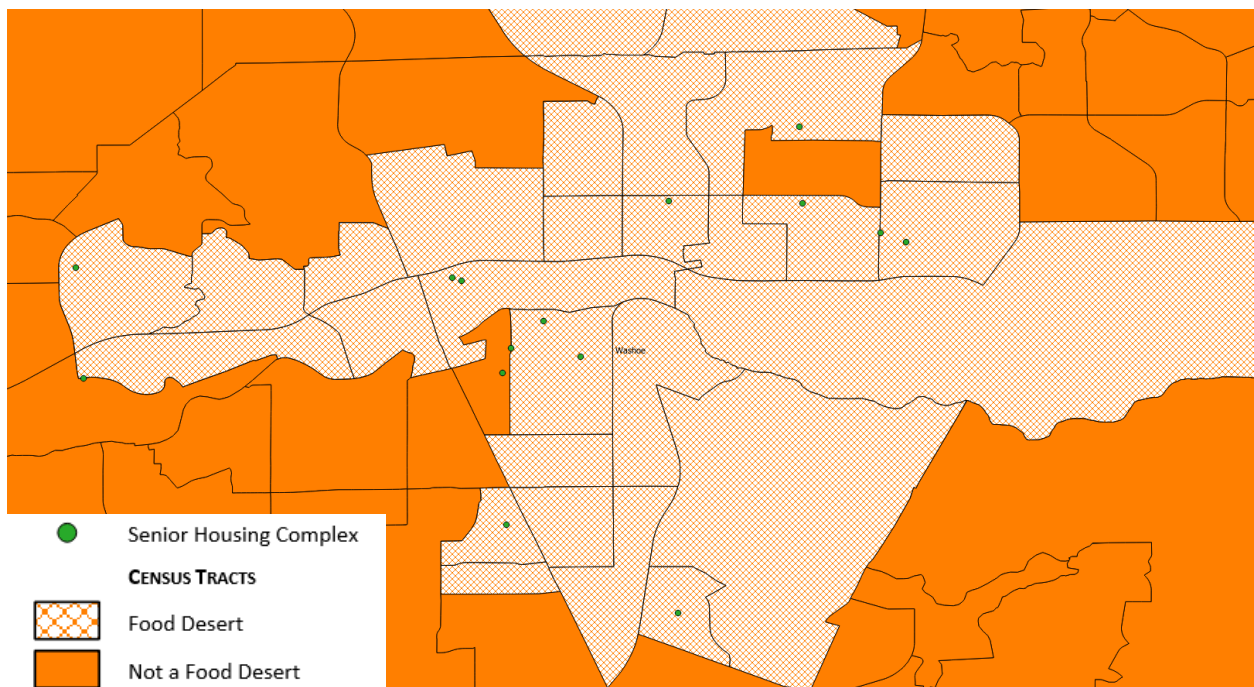 Washoe
Senior Housing Complex
CENSUS TRACTS
Food Desert
Not a Food Desert